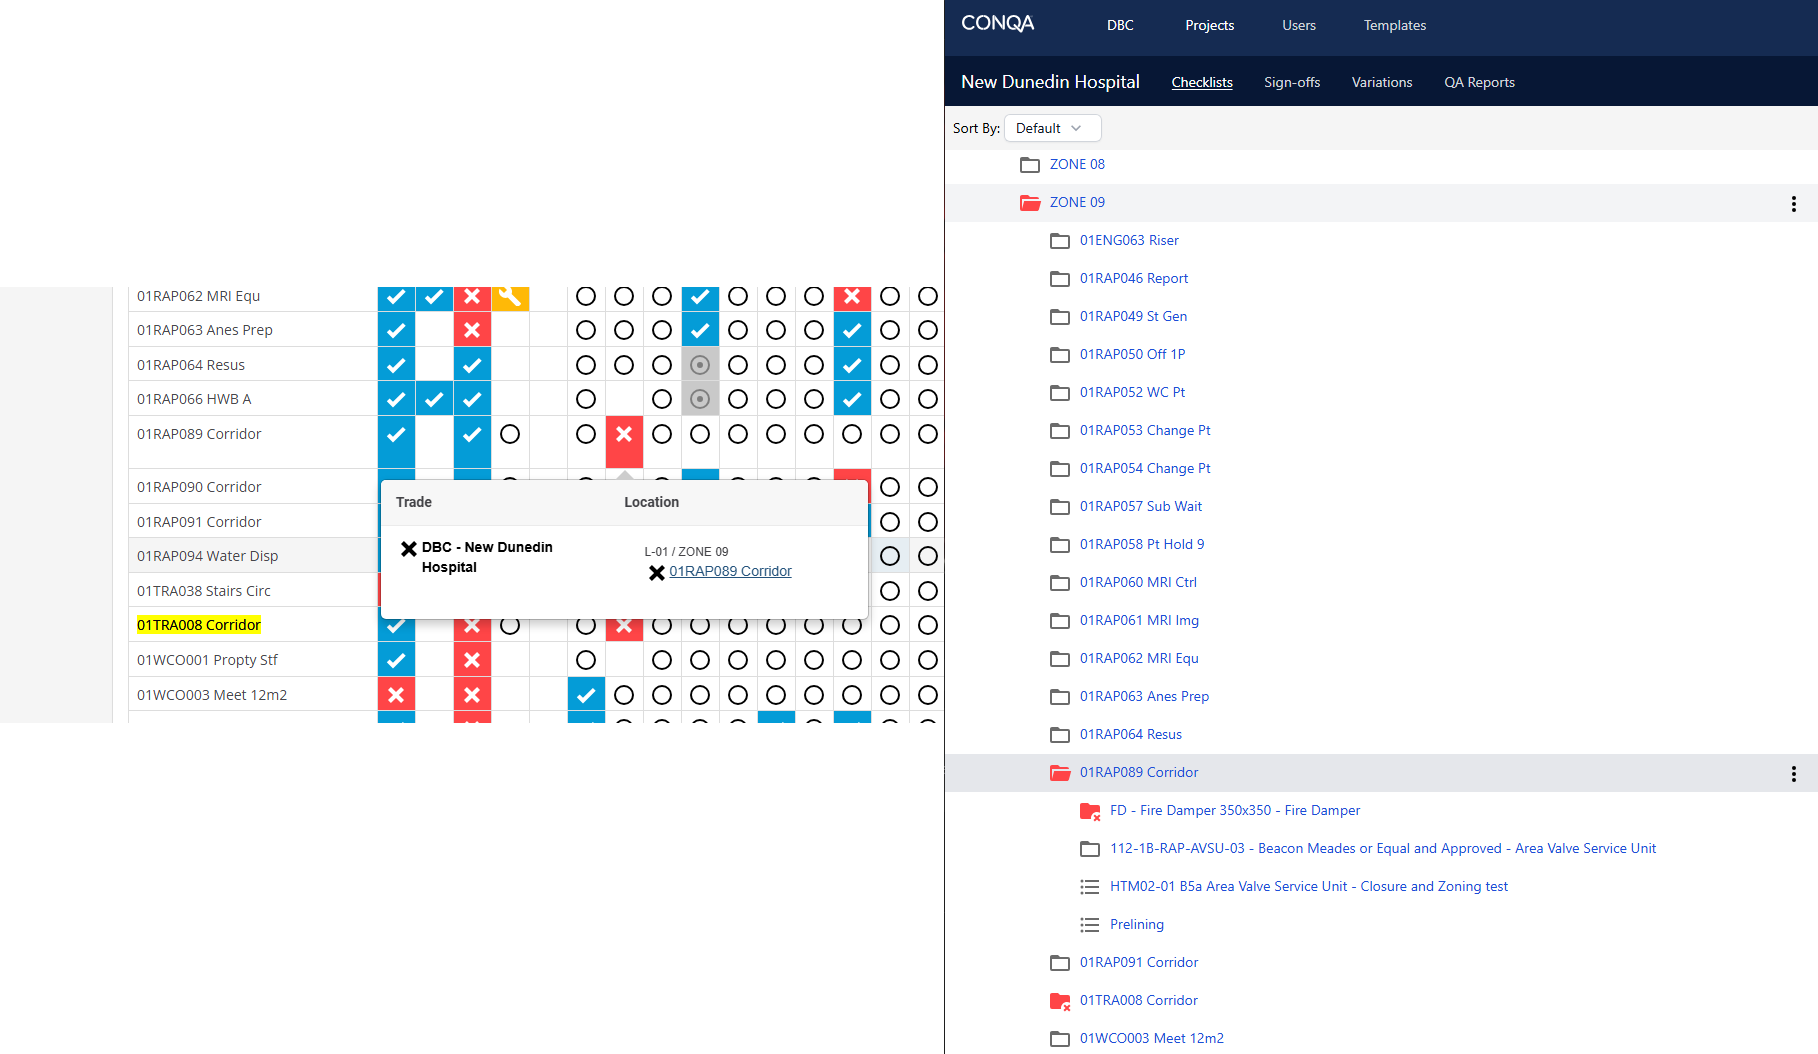 01RAP062 MRI Equ
01RAP063 Anes Prep
01RAP064 Resus
01RAP066 HWB A
01RAP089 Corridor
01RAP090 Corridor
01RAP091 Corridor
01RAP094 Water Disp
01TRA038 Stairs Circ
01TRA008 Corridor
01WCO001 Propty Stf
01WCO003 Meet 12m2
Trade Location
DBC - New Dunedin
Hospital
L-01 / ZONE 09
01RAP089 Corridor
CONQA DBC Projects Users Templates
New Dunedin Hospital Checklists Sign-offs Variations QA Reports
Sort By: Default
ZONE 08
ZONE 09
01ENG063 Riser
01RAP046 Report
01RAP049 St Gen
01RAP050 Off 1P
01RAP052 WC Pt
01RAP053 Change Pt
01RAP054 Change Pt
01RAP057 Sub Wait
01RAP058 Pt Hold 9
01RAP060 MRI Ctrl
01RAP061 MRI Img
01RAP062 MRI Equ
01RAP063 Anes Prep
01RAP064 Resus
01RAP089 Corridor
FD - Fire Damper 350x350 - Fire Damper
112-1B-RAP-AVSU-03 - Beacon Meades or Equal and Approved - Area Valve Service Unit
HTM02-01 B5a Area Valve Service Unit - Closure and Zoning test
Prelining
01RAP091 Corridor
01TRA008 Corridor
01WCO003 Meet 12m2